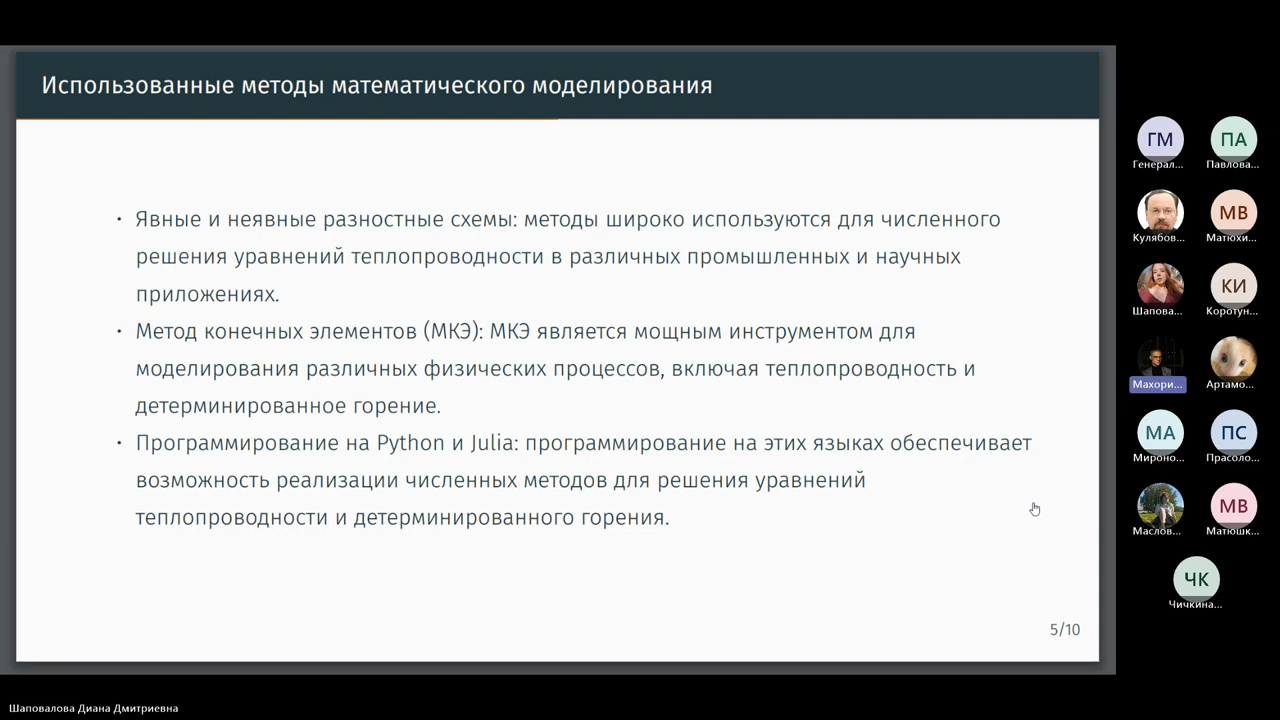 Использованные методы математического моделирования
• Явные и неявные разностные схемы: методы широко используются для численного
решения уравнений теплопроводности в различных промышленных и научных
приложениях.
• Метод конечных элементов (МКЭ): МКЭ является мощным инструментом для
моделирования различных физических процессов, включая теплопроводность и
детерминированное горение.
• Программирование на Python и Julia: программирование на этих языках обеспечивает
возможность реализации численных методов для решения уравнений
теплопроводности и детерминированного горения.
5/10
ГМ
Генерал...
ПА
Павлова...
Кулябов...
МВ
Матюхи...
Шапова...
КИ
Коротун...
Махори...
Артамо...
МА
Мироно...
ПС
Прасоло...
Маслов...
МВ
Матюшк...
ЧК
Чичкина...
Шаповалова Диана Дмитриевна